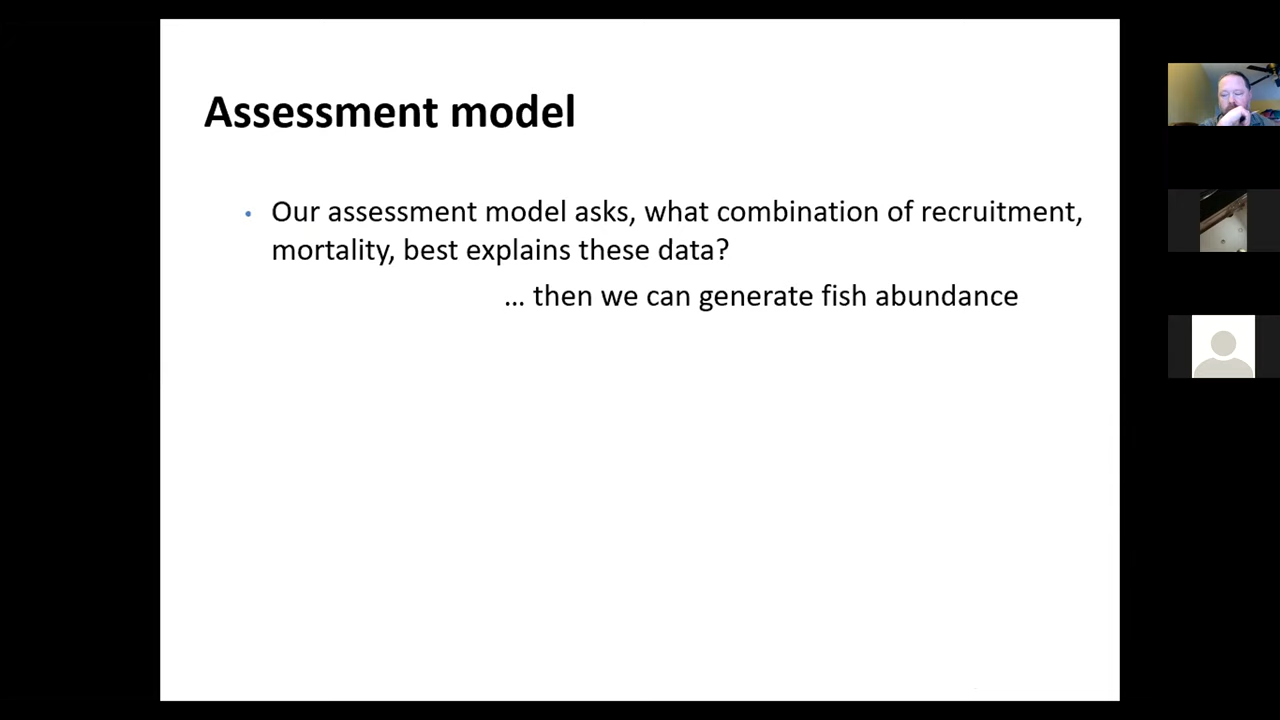 Assessment model
• Our assessment model asks, what combination of recruitment,
mortality, best explains these data?
… then we can generate fish abundance